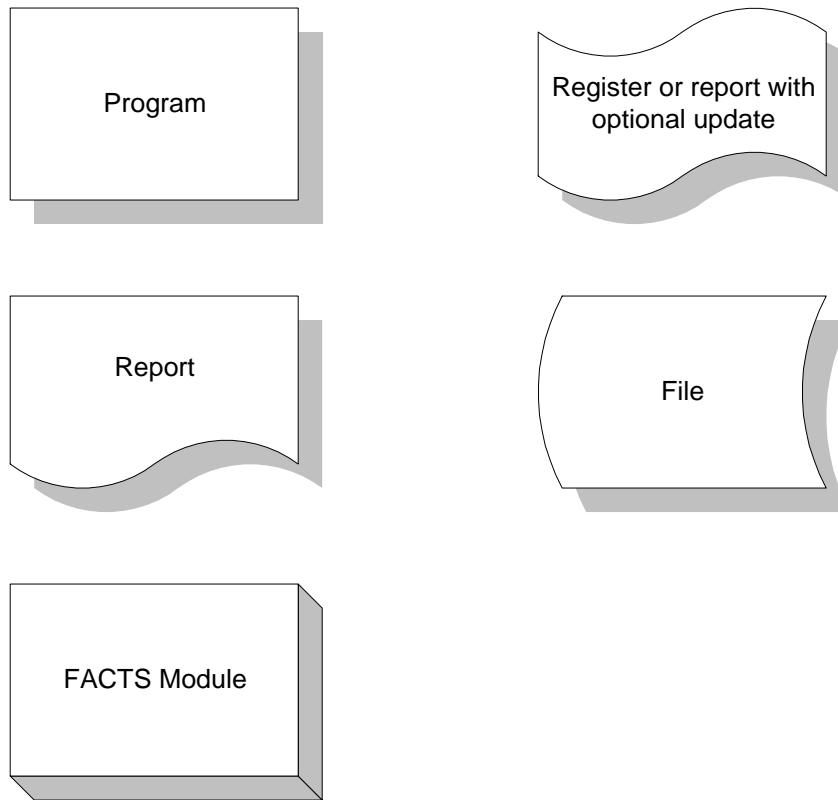 Program
Register or report with
optional update
Report
File
FACTS Module